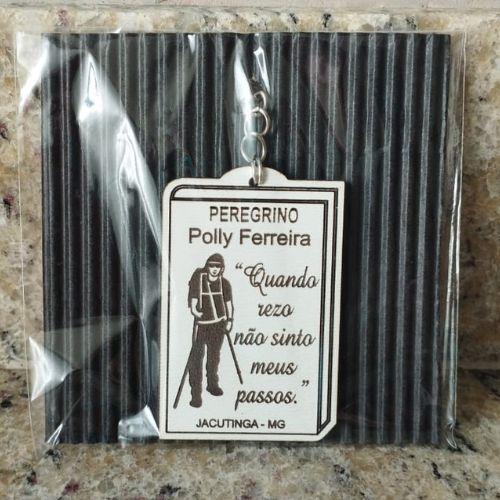 PEREGRINO
Polly Ferreira
“Quando
rezo
não sinto
meus
passos.”
JACUTINGA - MG